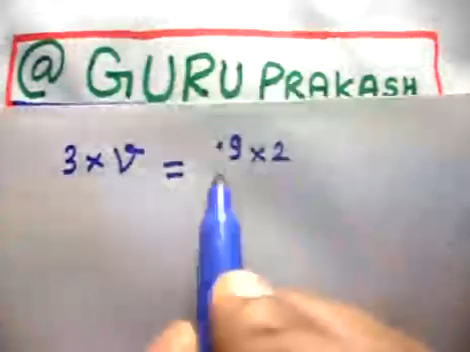 @ GURU PRAKASH
3 × v = .9 × 2